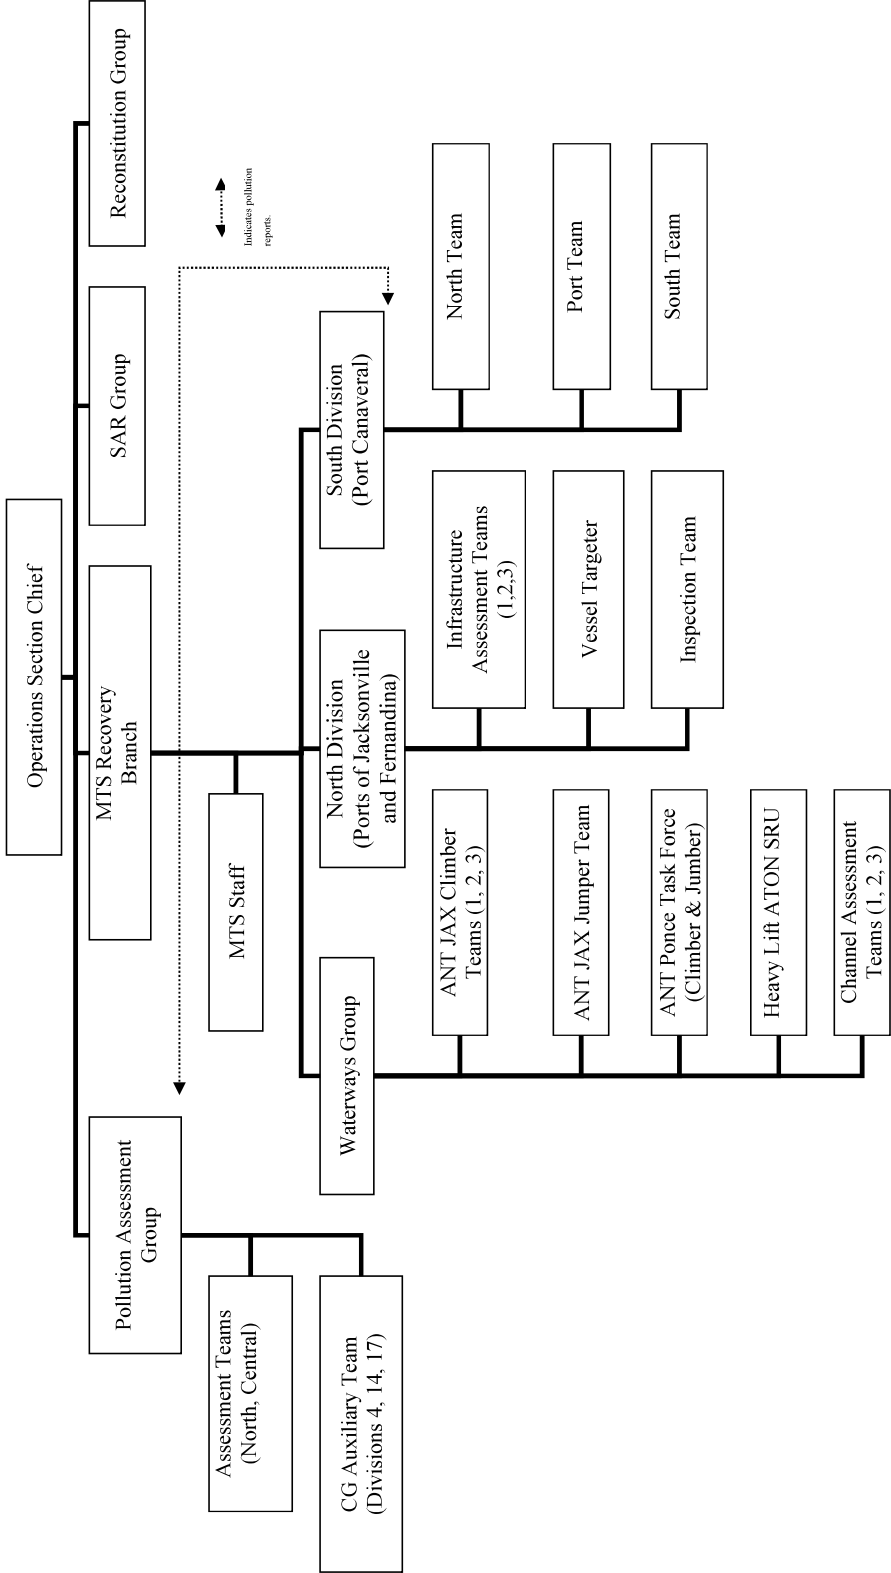 Operations Section Chief
Pollution Assessment
Group
MTS Recovery
Branch
SAR Group
Reconstitution Group
Assessment Teams
(North, Central)
MTS Staff
Indicates pollution
reports.
CG Auxiliary Team
(Divisions 4, 14, 17)
Waterways Group
North Division
(Ports of Jacksonville
and Fernandina)
South Division
(Port Canaveral)
ANT JAX Climber
Teams (1, 2, 3)
Infrastructure
Assessment Teams
(1,2,3)
North Team
ANT JAX Jumper Team
Vessel Targeter
Port Team
ANT Ponce Task Force
(Climber & Jumber)
Inspection Team
South Team
Heavy Lift ATON SRU
Channel Assessment
Teams (1, 2, 3)